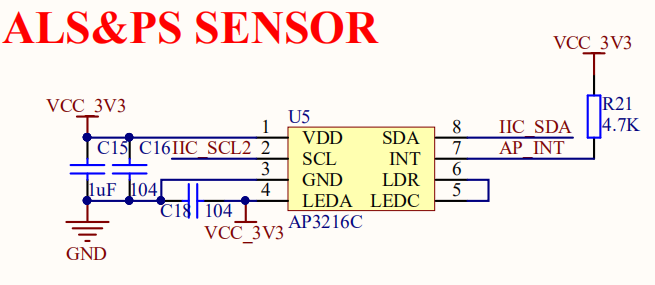 ALS&PS SENSOR
VCC_3V3
VCC_3V3
U5
R21
4.7K
C15
C16
IIC_SCL2
1
2
3
4
VDD
SCL
GND
LEDA
SDA
INT
LDR
LEDC
8
7
6
5
IIC_SDA
AP_INT
1uF
104
C18
104
VCC_3V3
AP3216C
GND